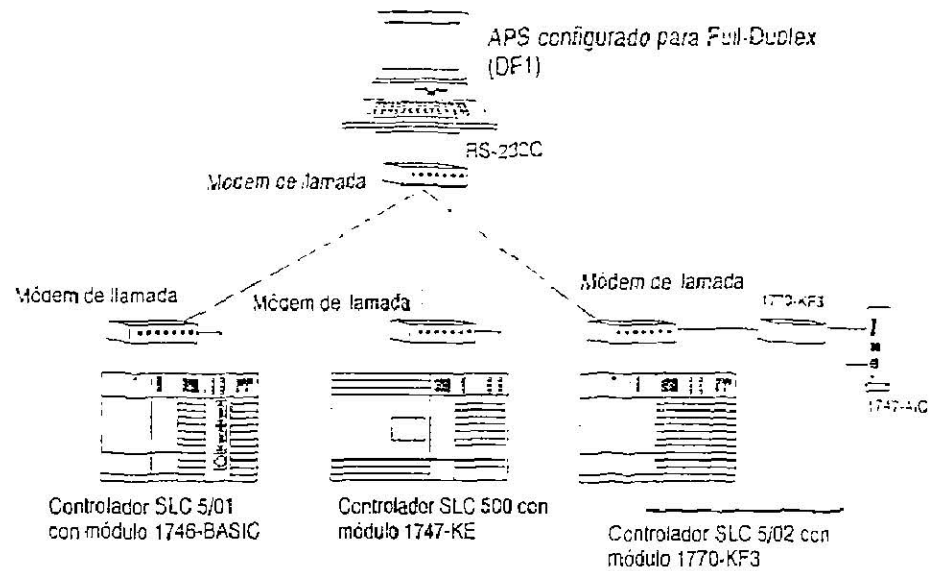 APS configurado para Full-Duplex
(DF1)
RS-232C
Módem de llamada
Módem de llamada
Módem de llamada
Módem de llamada
1770-KF3
1747-AIC
Controlador SLC 5/01
con módulo 1746-BASIC
Controlador SLC 500 con
módulo 1747-KE
Controlador SLC 5/02 con
módulo 1770-KF3